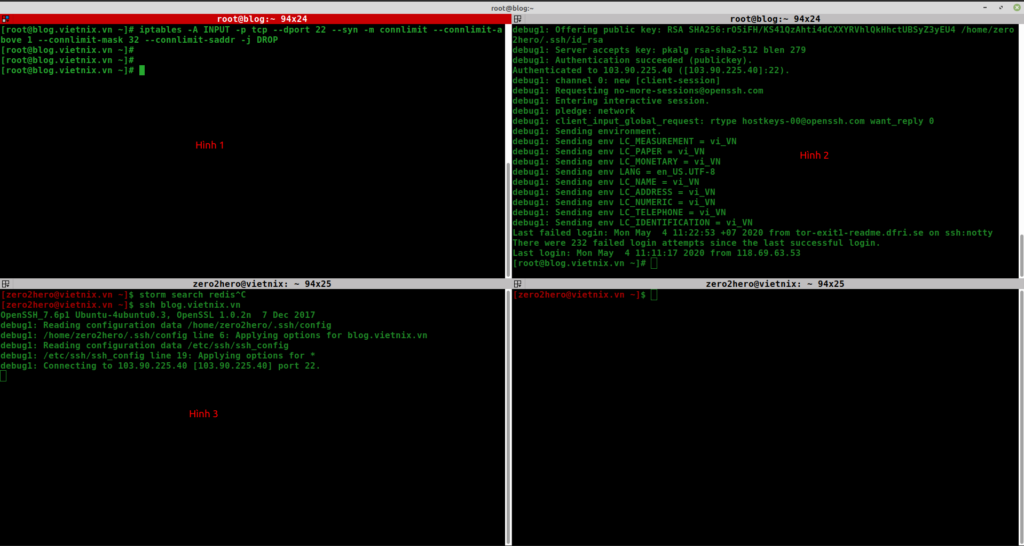 root@blog:~
root@blog:~ 94x24
[root@blog.vietnix.vn ~]# iptables -A INPUT -p tcp --dport 22 --syn -m connlimit --connlimit-a
bove 1 --connlimit-mask 32 --connlimit-saddr -j DROP
[root@blog.vietnix.vn ~]#
[root@blog.vietnix.vn ~]#
[root@blog.vietnix.vn ~]#
Hình 1
root@blog:~ 94x24
debug1: Offering public key: RSA SHA256:rO5iFH/K541QzAhti4dCXXYRVhlQkHhctUBSyZ3yEU4 /home/zero
2hero/.ssh/id_rsa
debug1: Server accepts key: pkalg rsa-sha2-512 blen 279
debug1: Authentication succeeded (publickey).
Authenticated to 103.90.225.40 ([103.90.225.40]:22).
debug1: channel 0: new [client-session]
debug1: Requesting no-more-sessions@openssh.com
debug1: Entering interactive session.
debug1: pledge: network
debug1: client_input_global_request: rtype hostkeys-00@openssh.com want_reply 0
debug1: Sending environment.
debug1: Sending env LC_MEASUREMENT = vi_VN
debug1: Sending env LC_PAPER = vi_VN
debug1: Sending env LC_MONETARY = vi_VN
debug1: Sending env LANG = en_US.UTF-8
debug1: Sending env LC_NAME = vi_VN
debug1: Sending env LC_ADDRESS = vi_VN
debug1: Sending env LC_NUMERIC = vi_VN
debug1: Sending env LC_TELEPHONE = vi_VN
debug1: Sending env LC_IDENTIFICATION = vi_VN
Last failed login: Mon May  4 11:22:53 +07 2020 from tor-exit1-readme.dfri.se on ssh:notty
There were 232 failed login attempts since the last successful login.
Last login: Mon May  4 11:11:17 2020 from 118.69.63.53
[root@blog.vietnix.vn ~]#
Hình 2
zero2hero@vietnix: ~ 94x25
[zero2hero@vietnix.vn ~]$ storm search redis^C
[zero2hero@vietnix.vn ~]$ ssh blog.vietnix.vn
OpenSSH_7.6p1 Ubuntu-4ubuntu0.3, OpenSSL 1.0.2n  7 Dec 2017
debug1: Reading configuration data /home/zero2hero/.ssh/config
debug1: /home/zero2hero/.ssh/config line 6: Applying options for blog.vietnix.vn
debug1: Reading configuration data /etc/ssh/ssh_config
debug1: /etc/ssh/ssh_config line 19: Applying options for *
debug1: Connecting to 103.90.225.40 [103.90.225.40] port 22.
Hình 3
zero2hero@vietnix: ~ 94x25
[zero2hero@vietnix.vn ~]$